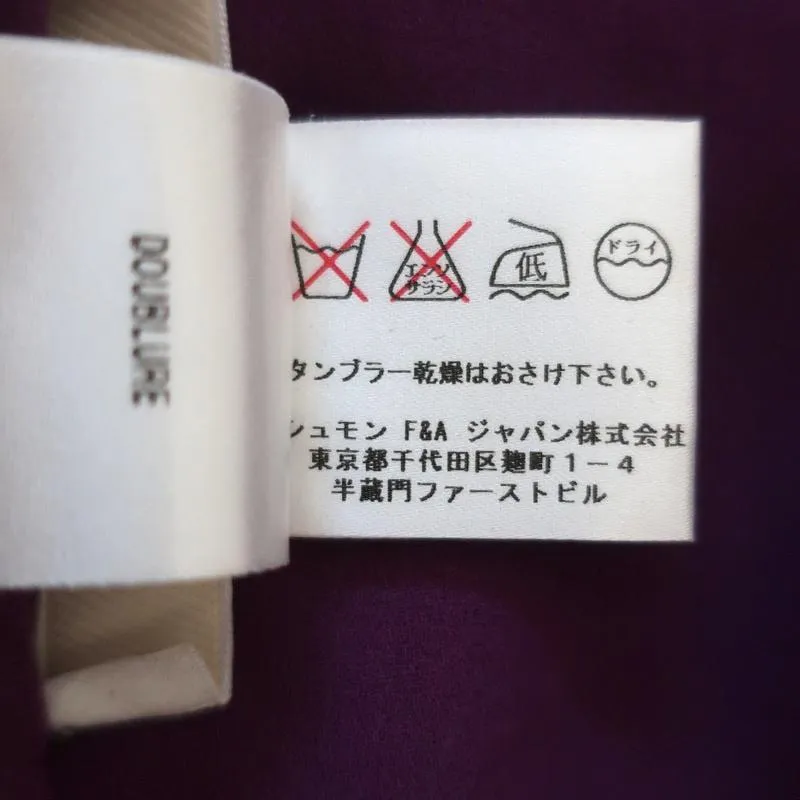 DOUBLURE
エンソ
サラシ
低
ドライ
タンブラー乾燥はおさけ下さい。
シュモン F&A ジャパン株式会社
東京都千代田区麹町1－4
半蔵門ファーストビル